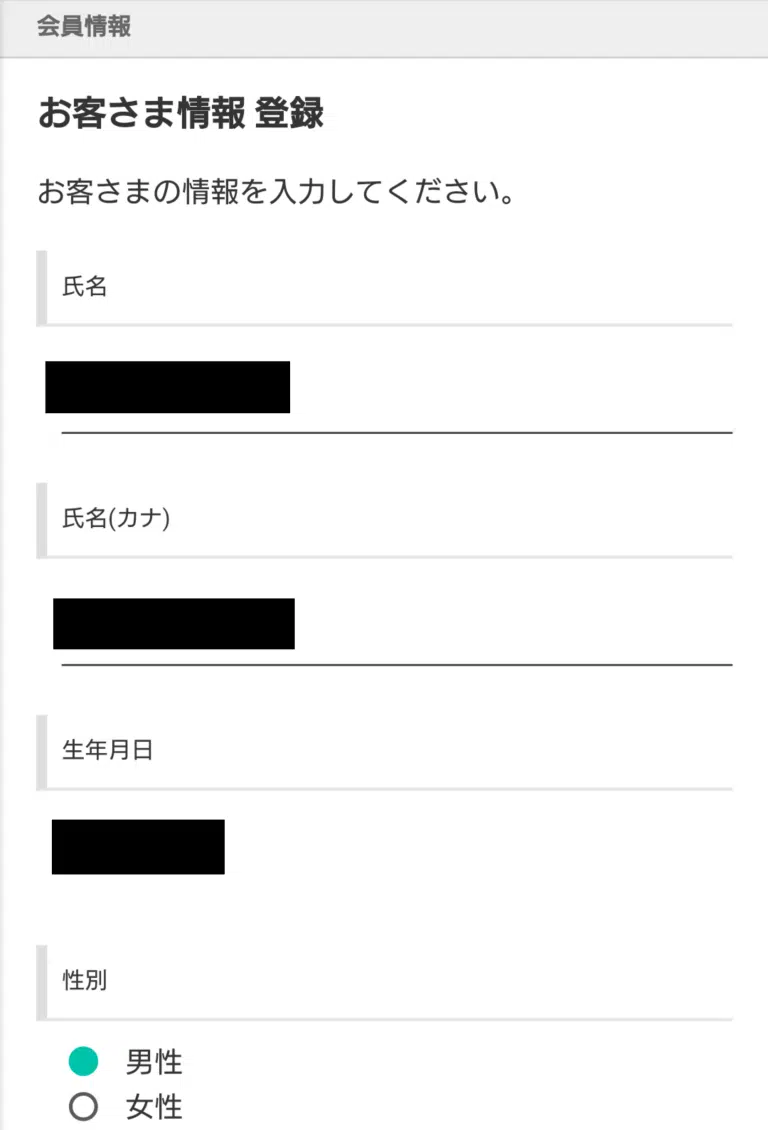 会員情報
お客さま情報 登録
お客さまの情報を入力してください。
氏名
氏名(カナ)
生年月日
性別
男性
女性